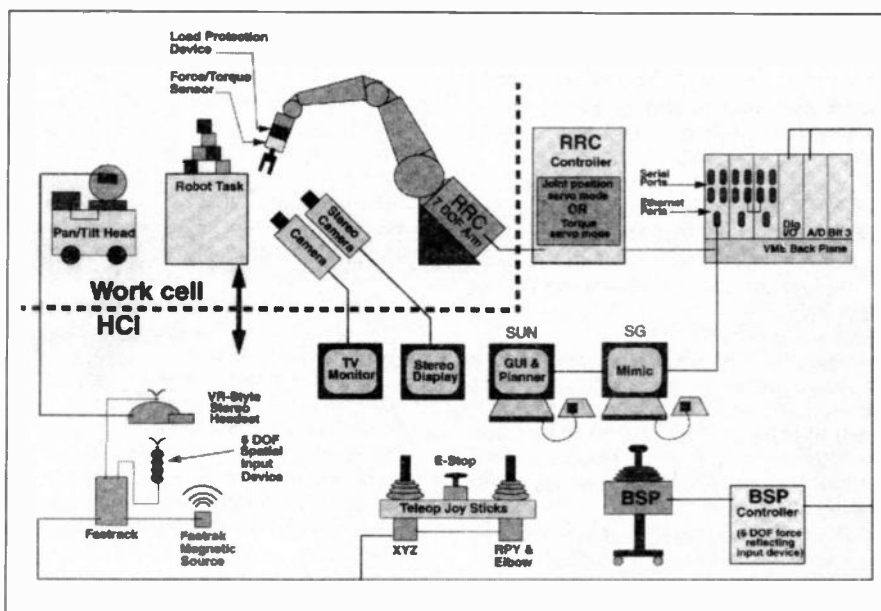 Load Protection
Device
Force/Torque
Sensor
Robot Task
Pan/Tilt Head
Camera
Stereo
Camera
RRC
7 DOF Arm
RRC
Controller
Joint position
servo mode
OR
Torque
servo mode
Serial
Ports
Ethernet
Ports
Dig
I/O
A/D Bit 3
VME Back Plane
Work cell
HCI
TV
Monitor
Stereo
Display
SUN
GUI &
Planner
SG
Mimic
VR-Style
Stereo
Headset
6 DOF
Spatial
Input
Device
Fastrack
Fastrak
Magnetic
Source
E-Stop
Teleop Joy Sticks
XYZ
RPY &
Elbow
BSP
BSP
Controller
(6 DOF force
reflecting
input device)